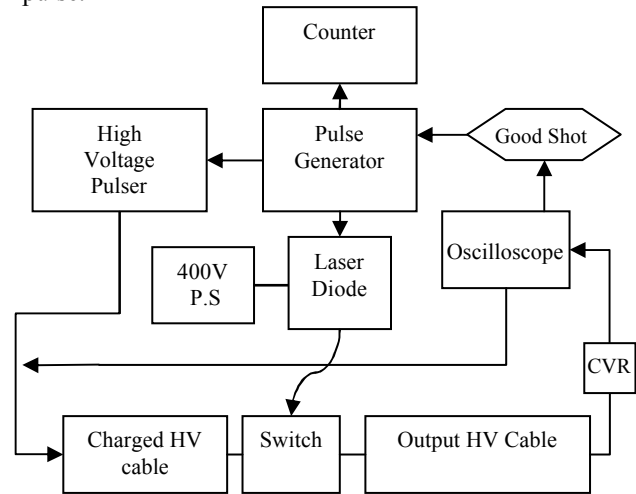 pulse.
Counter
High
Voltage
Pulser
Pulse
Generator
Good Shot
400V
P.S
Laser
Diode
Oscilloscope
CVR
Charged HV
cable
Switch
Output HV Cable